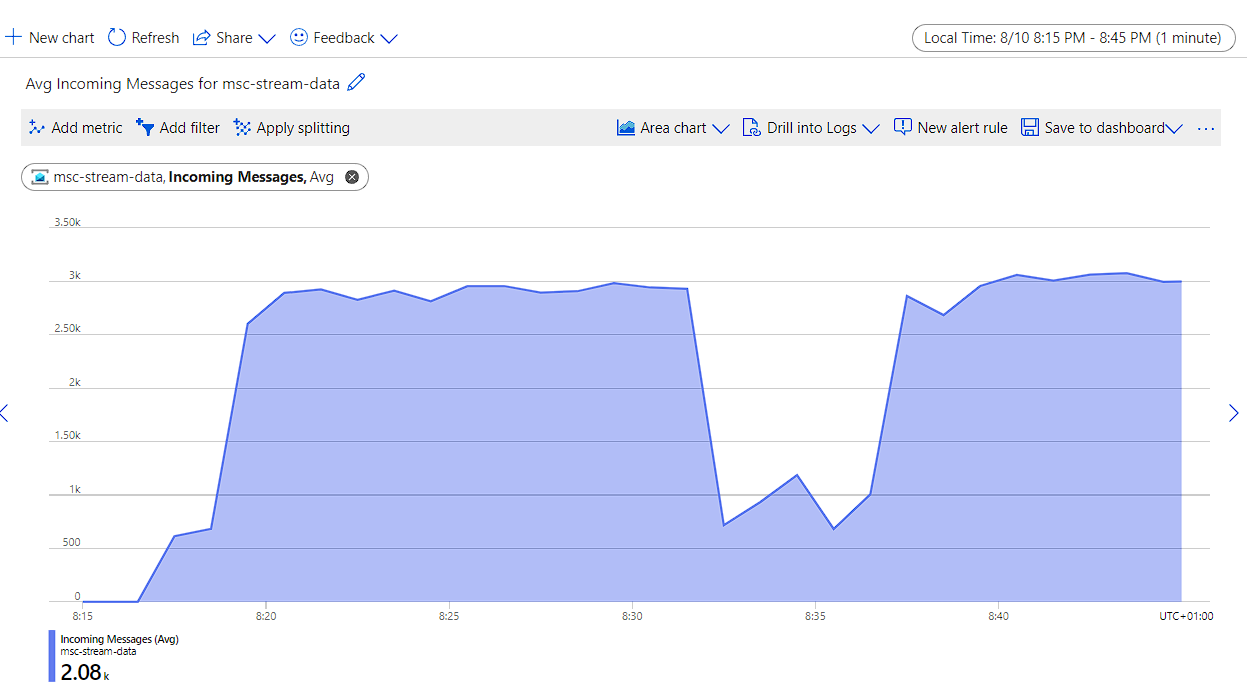 New chart Refresh Share Feedback Local Time: 8/10 8:15 PM - 8:45 PM (1 minute)
Avg Incoming Messages for msc-stream-data
Add metric Add filter Apply splitting Area chart Drill into Logs New alert rule Save to dashboard ...
msc-stream-data, Incoming Messages, Avg
3.50k
3k
2.50k
2k
1.50k
1k
500
0
8:15 8:20 8:25 8:30 8:35 8:40 UTC+01:00
Incoming Messages (Avg)
msc-stream-data
2.08 k